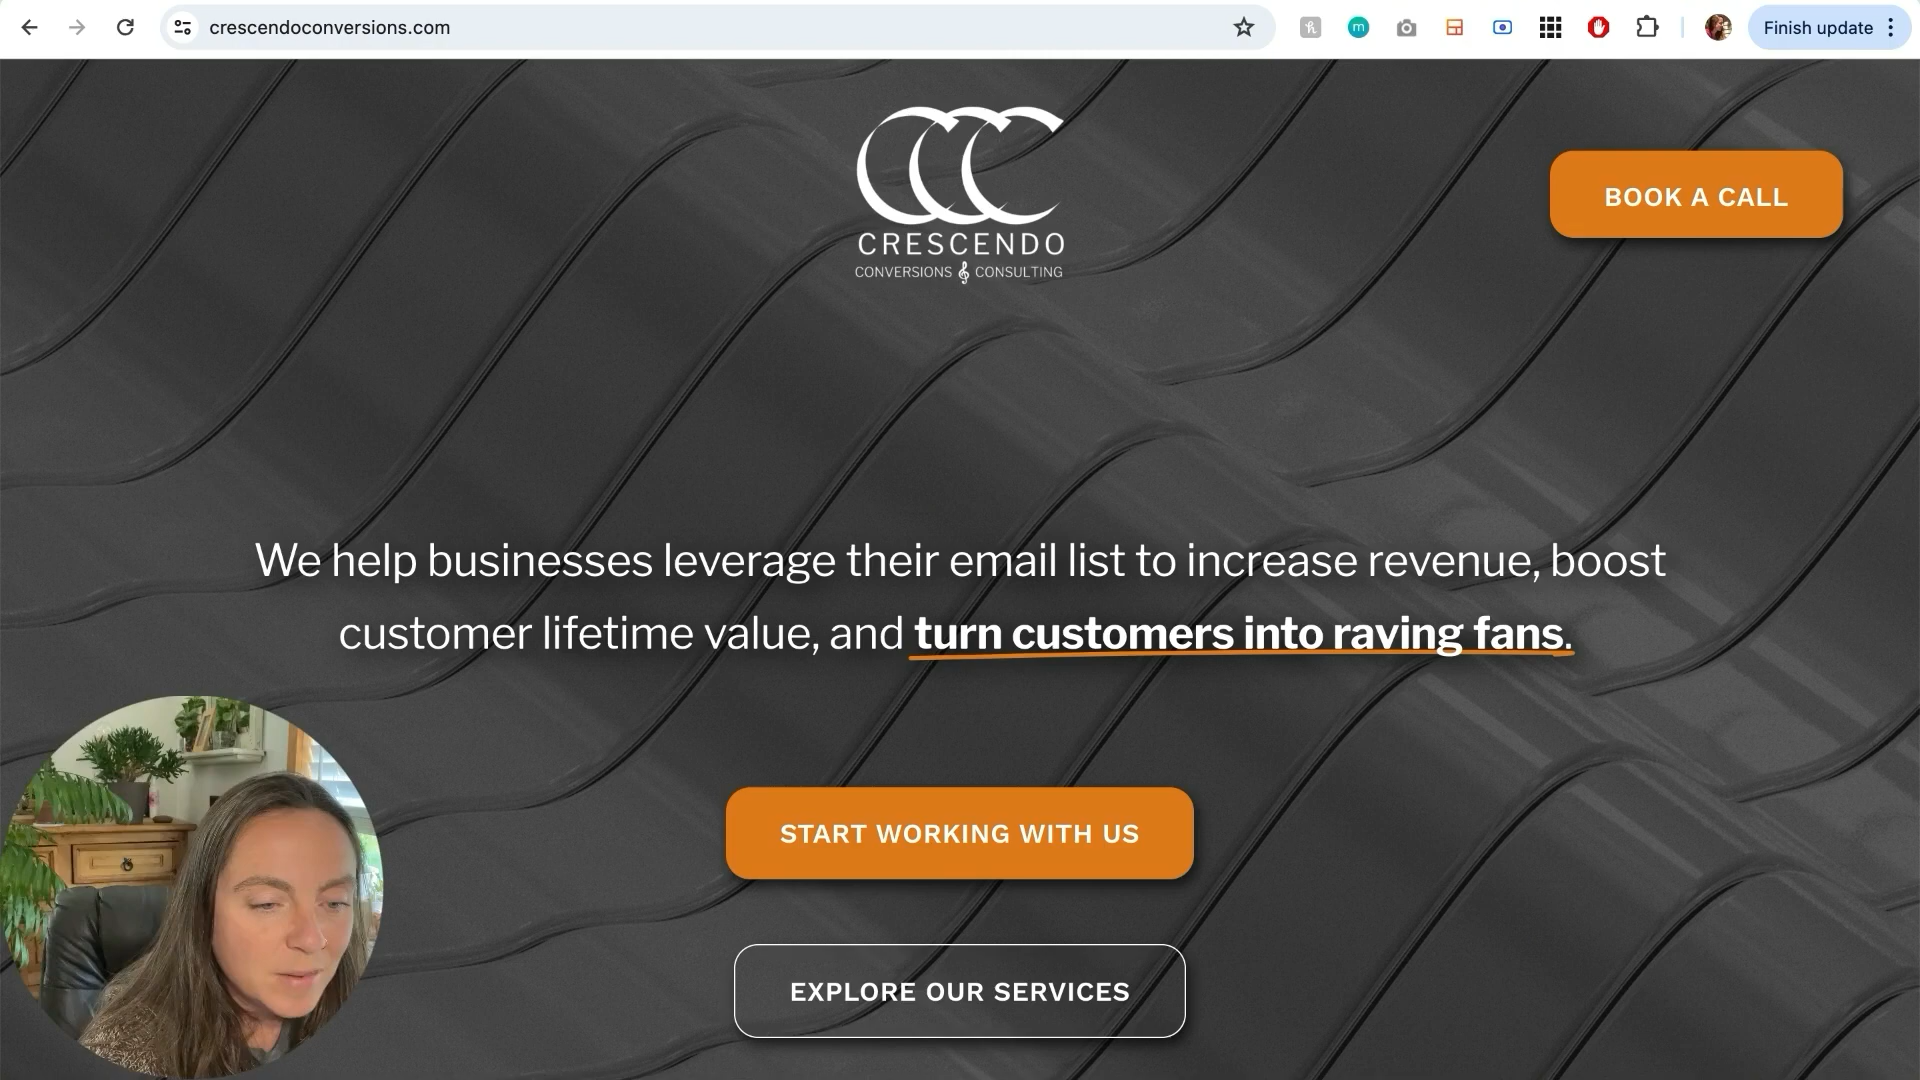 crescendoconversions.com
Finish update
CRESCENDO
CONVERSIONS CONSULTING
BOOK A CALL
We help businesses leverage their email list to increase revenue, boost
customer lifetime value, and turn customers into raving fans.
START WORKING WITH US
EXPLORE OUR SERVICES